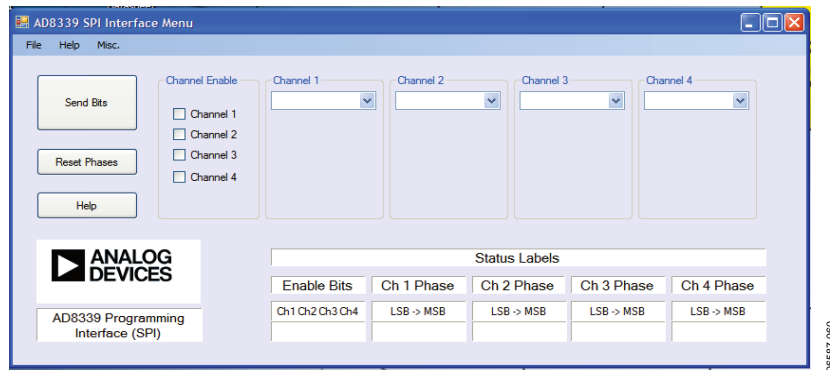 AD8339 SPI Interface Menu
File Help Misc.
Send Bits
Reset Phases
Help
Channel Enable
Channel 1
Channel 2
Channel 3
Channel 4
Channel 1
Channel 2
Channel 3
Channel 4
ANALOG
DEVICES
AD8339 Programming
Interface (SPI)
Status Labels
Enable Bits Ch 1 Phase Ch 2 Phase Ch 3 Phase Ch 4 Phase
Ch1 Ch2 Ch3 Ch4 LSB -> MSB LSB -> MSB LSB -> MSB LSB -> MSB